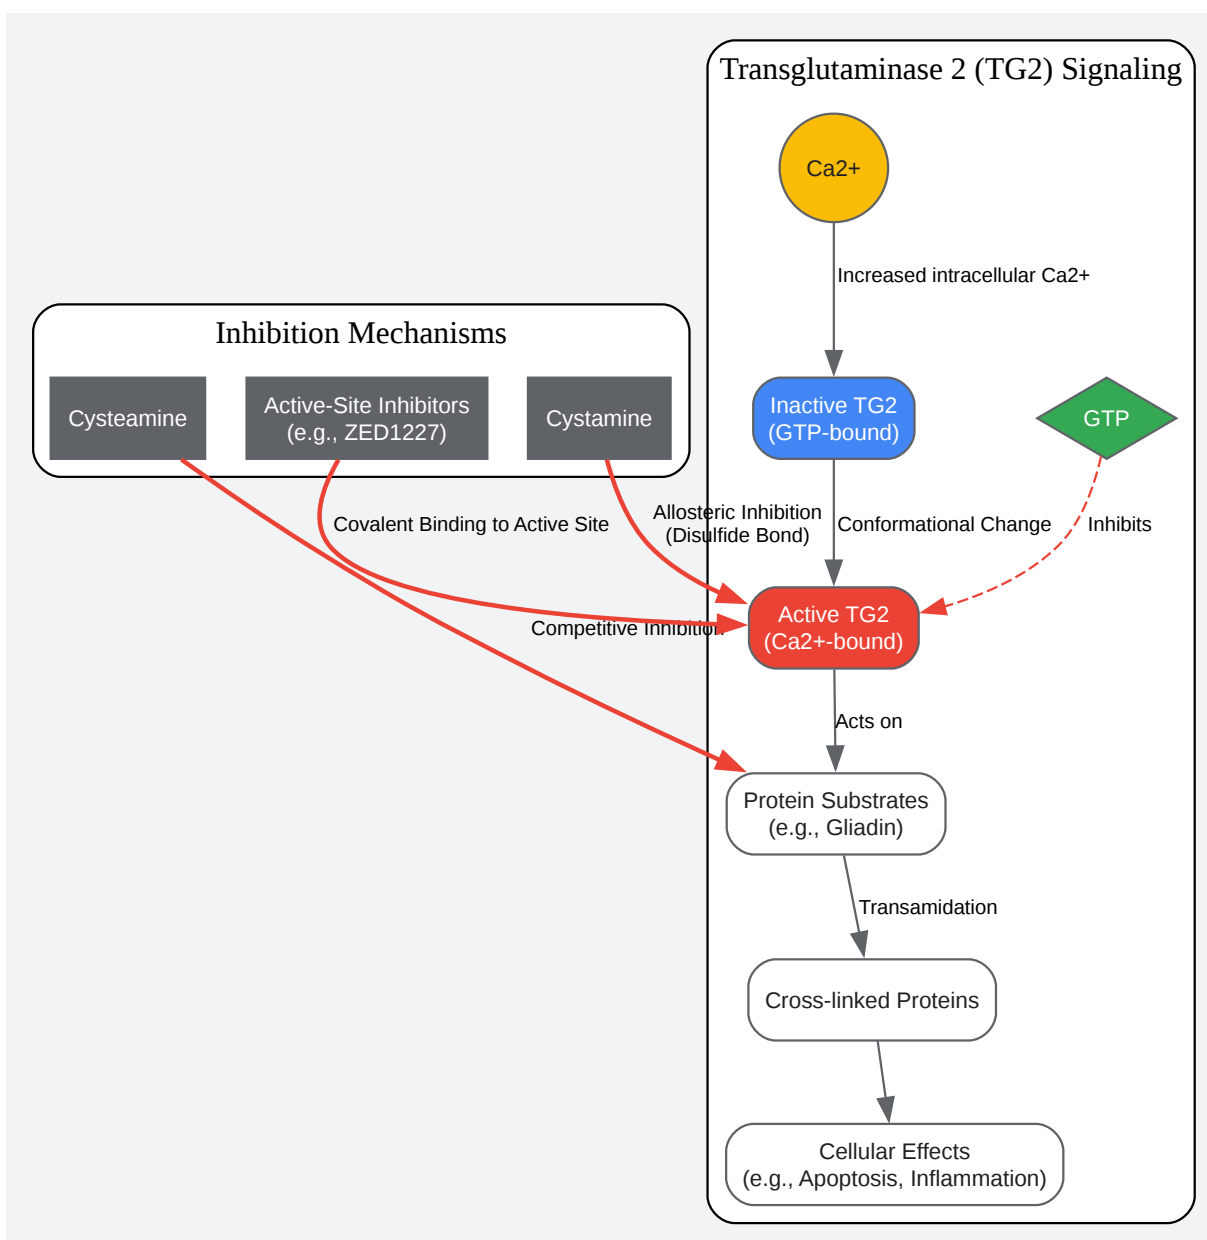 Transglutaminase 2 (TG2) Signaling
Ca2+
Increased intracellular Ca2+
Inhibition Mechanisms
Cysteamine
Active-Site Inhibitors
(e.g., ZED1227)
Cystamine
Inactive TG2
(GTP-bound)
GTP
Covalent Binding to Active Site
Allosteric Inhibition
(Disulfide Bond)
Conformational Change
Inhibits
Competitive Inhibition
Active TG2
(Ca2+-bound)
Acts on
Protein Substrates
(e.g., Gliadin)
Transamidation
Cross-linked Proteins
Cellular Effects
(e.g., Apoptosis, Inflammation)